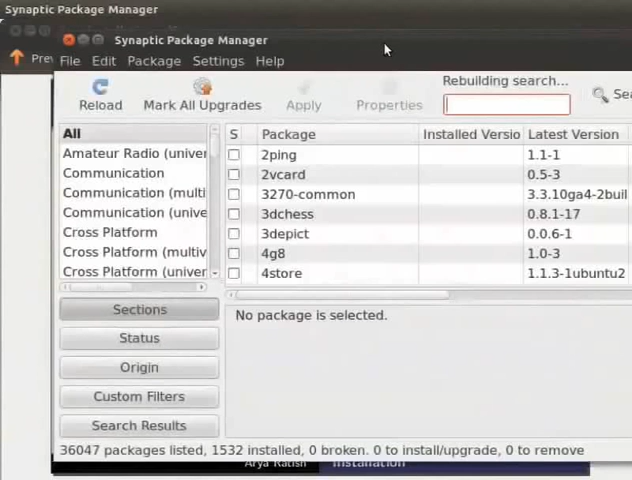 Synaptic Package Manager
Synaptic Package Manager
Prev
File Edit Package Settings Help
Rebuilding search...
Reload Mark All Upgrades Apply Properties
All
Amateur Radio (univer
Communication
Communication (multi
Communication (unive
Cross Platform
Cross Platform (multiv
Cross Platform (univer
S Package Installed Versio Latest Version
2ping 1.1-1
2vcard 0.5-3
3270-common 3.3.10ga4-2buil
3dchess 0.8.1-17
3depict 0.0.6-1
4g8 1.0-3
4store 1.1.3-1ubuntu2
Sections
Status
Origin
Custom Filters
Search Results
No package is selected.
36047 packages listed, 1532 installed, 0 broken. 0 to install/upgrade, 0 to remove
Installation